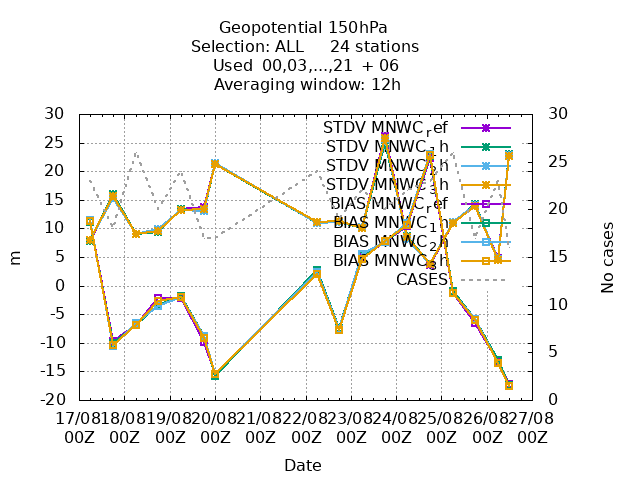 Geopotential 150hPa
Selection: ALL 24 stations
Used 00,03,...,21 + 06
Averaging window: 12h
30
25
20
15
10
5
0
-5
-10
-15
-20
m
30
25
20
15
10
5
0
No cases
STDV MNWC_ref
STDV MNWC_1h
STDV MNWC_2h
STDV MNWC_3h
BIAS MNWC_ref
BIAS MNWC_1h
BIAS MNWC_2h
BIAS MNWC_3h
CASES
17/08 18/08 19/08 20/08 21/08 22/08 23/08 24/08 25/08 26/08 27/08
00Z 00Z 00Z 00Z 00Z 00Z 00Z 00Z 00Z 00Z 00Z
Date